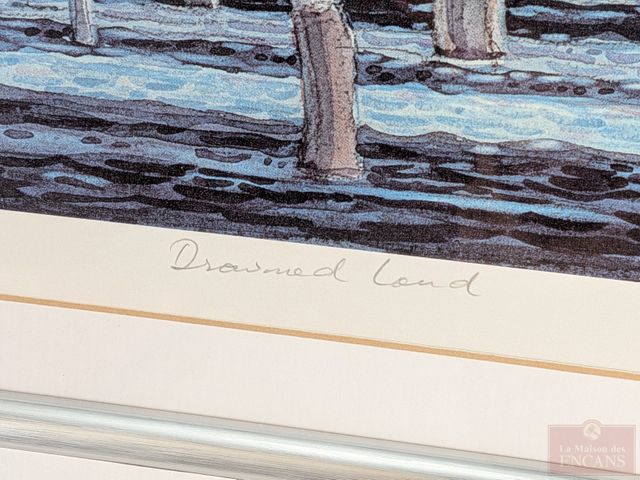 Drowned Land
La Maison des
ENCANS